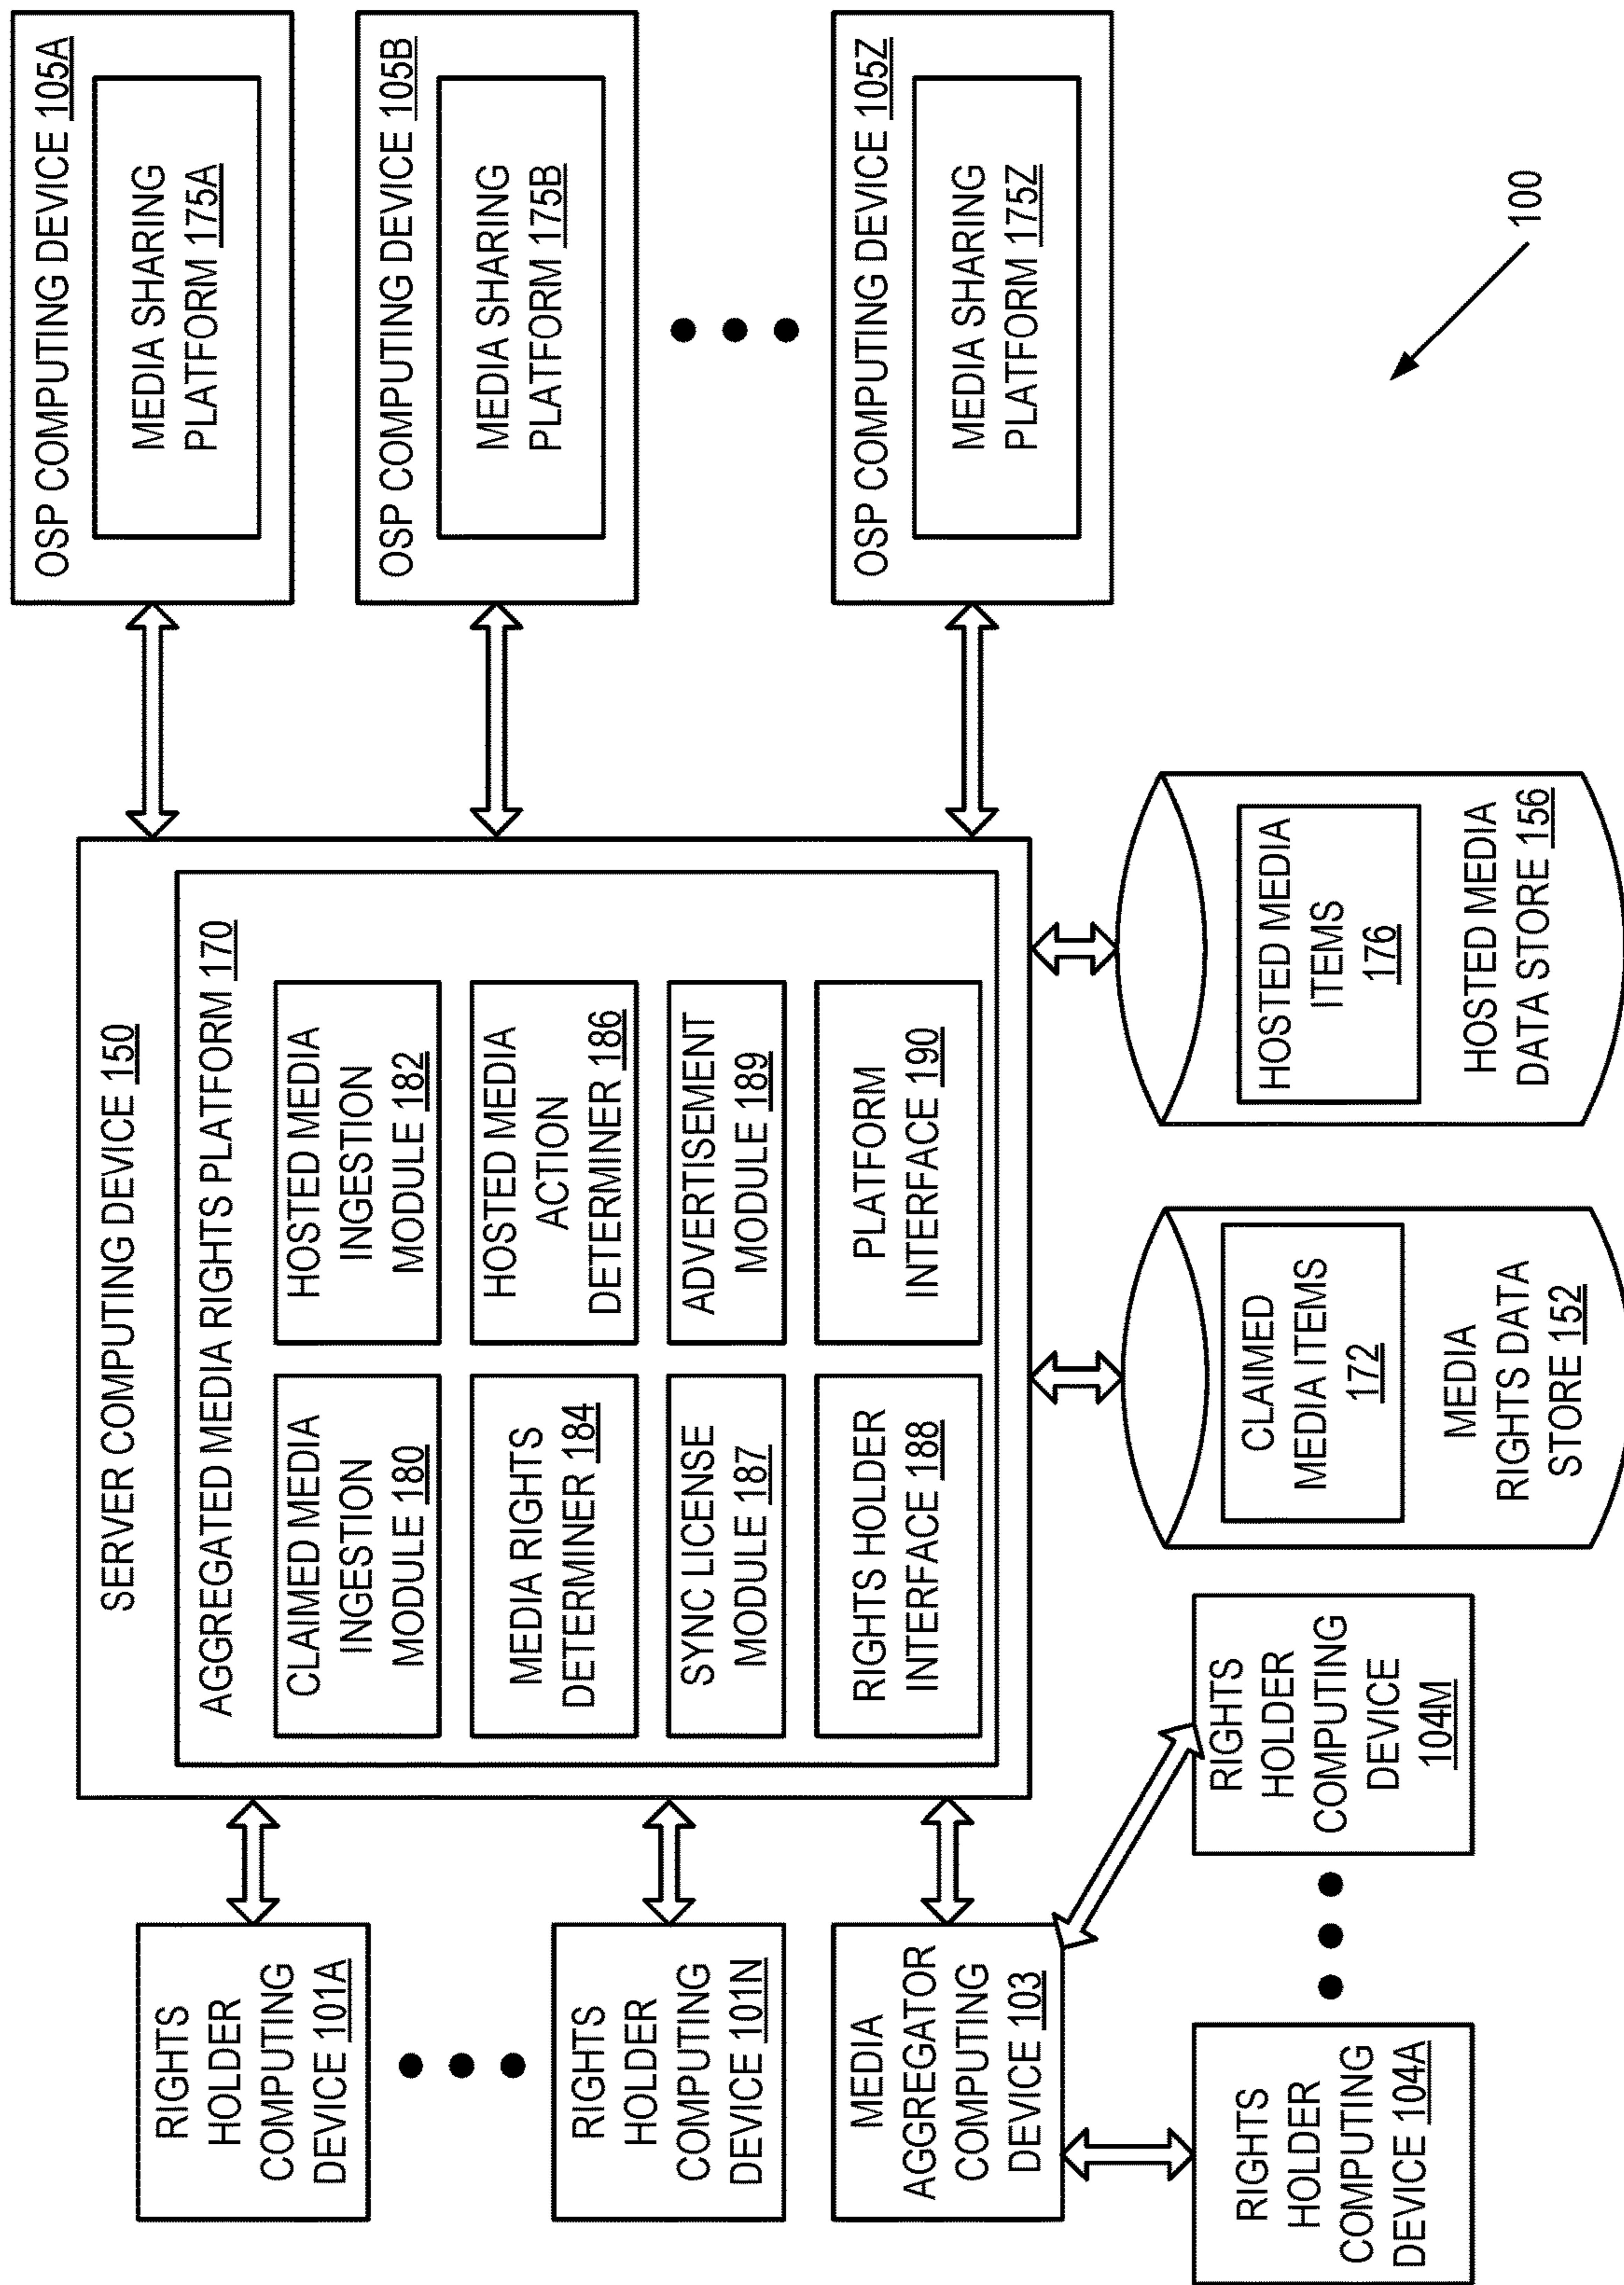 RIGHTS
HOLDER
COMPUTING
DEVICE 101A
RIGHTS
HOLDER
COMPUTING
DEVICE 101N
MEDIA
AGGREGATOR
COMPUTING
DEVICE 103
RIGHTS
HOLDER
COMPUTING
DEVICE 104A
RIGHTS
HOLDER
COMPUTING
DEVICE
104M
SERVER COMPUTING DEVICE 150
AGGREGATED MEDIA RIGHTS PLATFORM 170
CLAIMED MEDIA
INGESTION
MODULE 180
HOSTED MEDIA
INGESTION
MODULE 182
MEDIA RIGHTS
DETERMINER 184
HOSTED MEDIA
ACTION
DETERMINER 186
SYNC LICENSE
MODULE 187
ADVERTISEMENT
MODULE 189
RIGHTS HOLDER
INTERFACE 188
PLATFORM
INTERFACE 190
CLAIMED
MEDIA ITEMS
172
MEDIA
RIGHTS DATA
STORE 152
HOSTED MEDIA
ITEMS
176
HOSTED MEDIA
DATA STORE 156
OSP COMPUTING DEVICE 105A
MEDIA SHARING
PLATFORM 175A
OSP COMPUTING DEVICE 105B
MEDIA SHARING
PLATFORM 175B
OSP COMPUTING DEVICE 105Z
MEDIA SHARING
PLATFORM 175Z
100